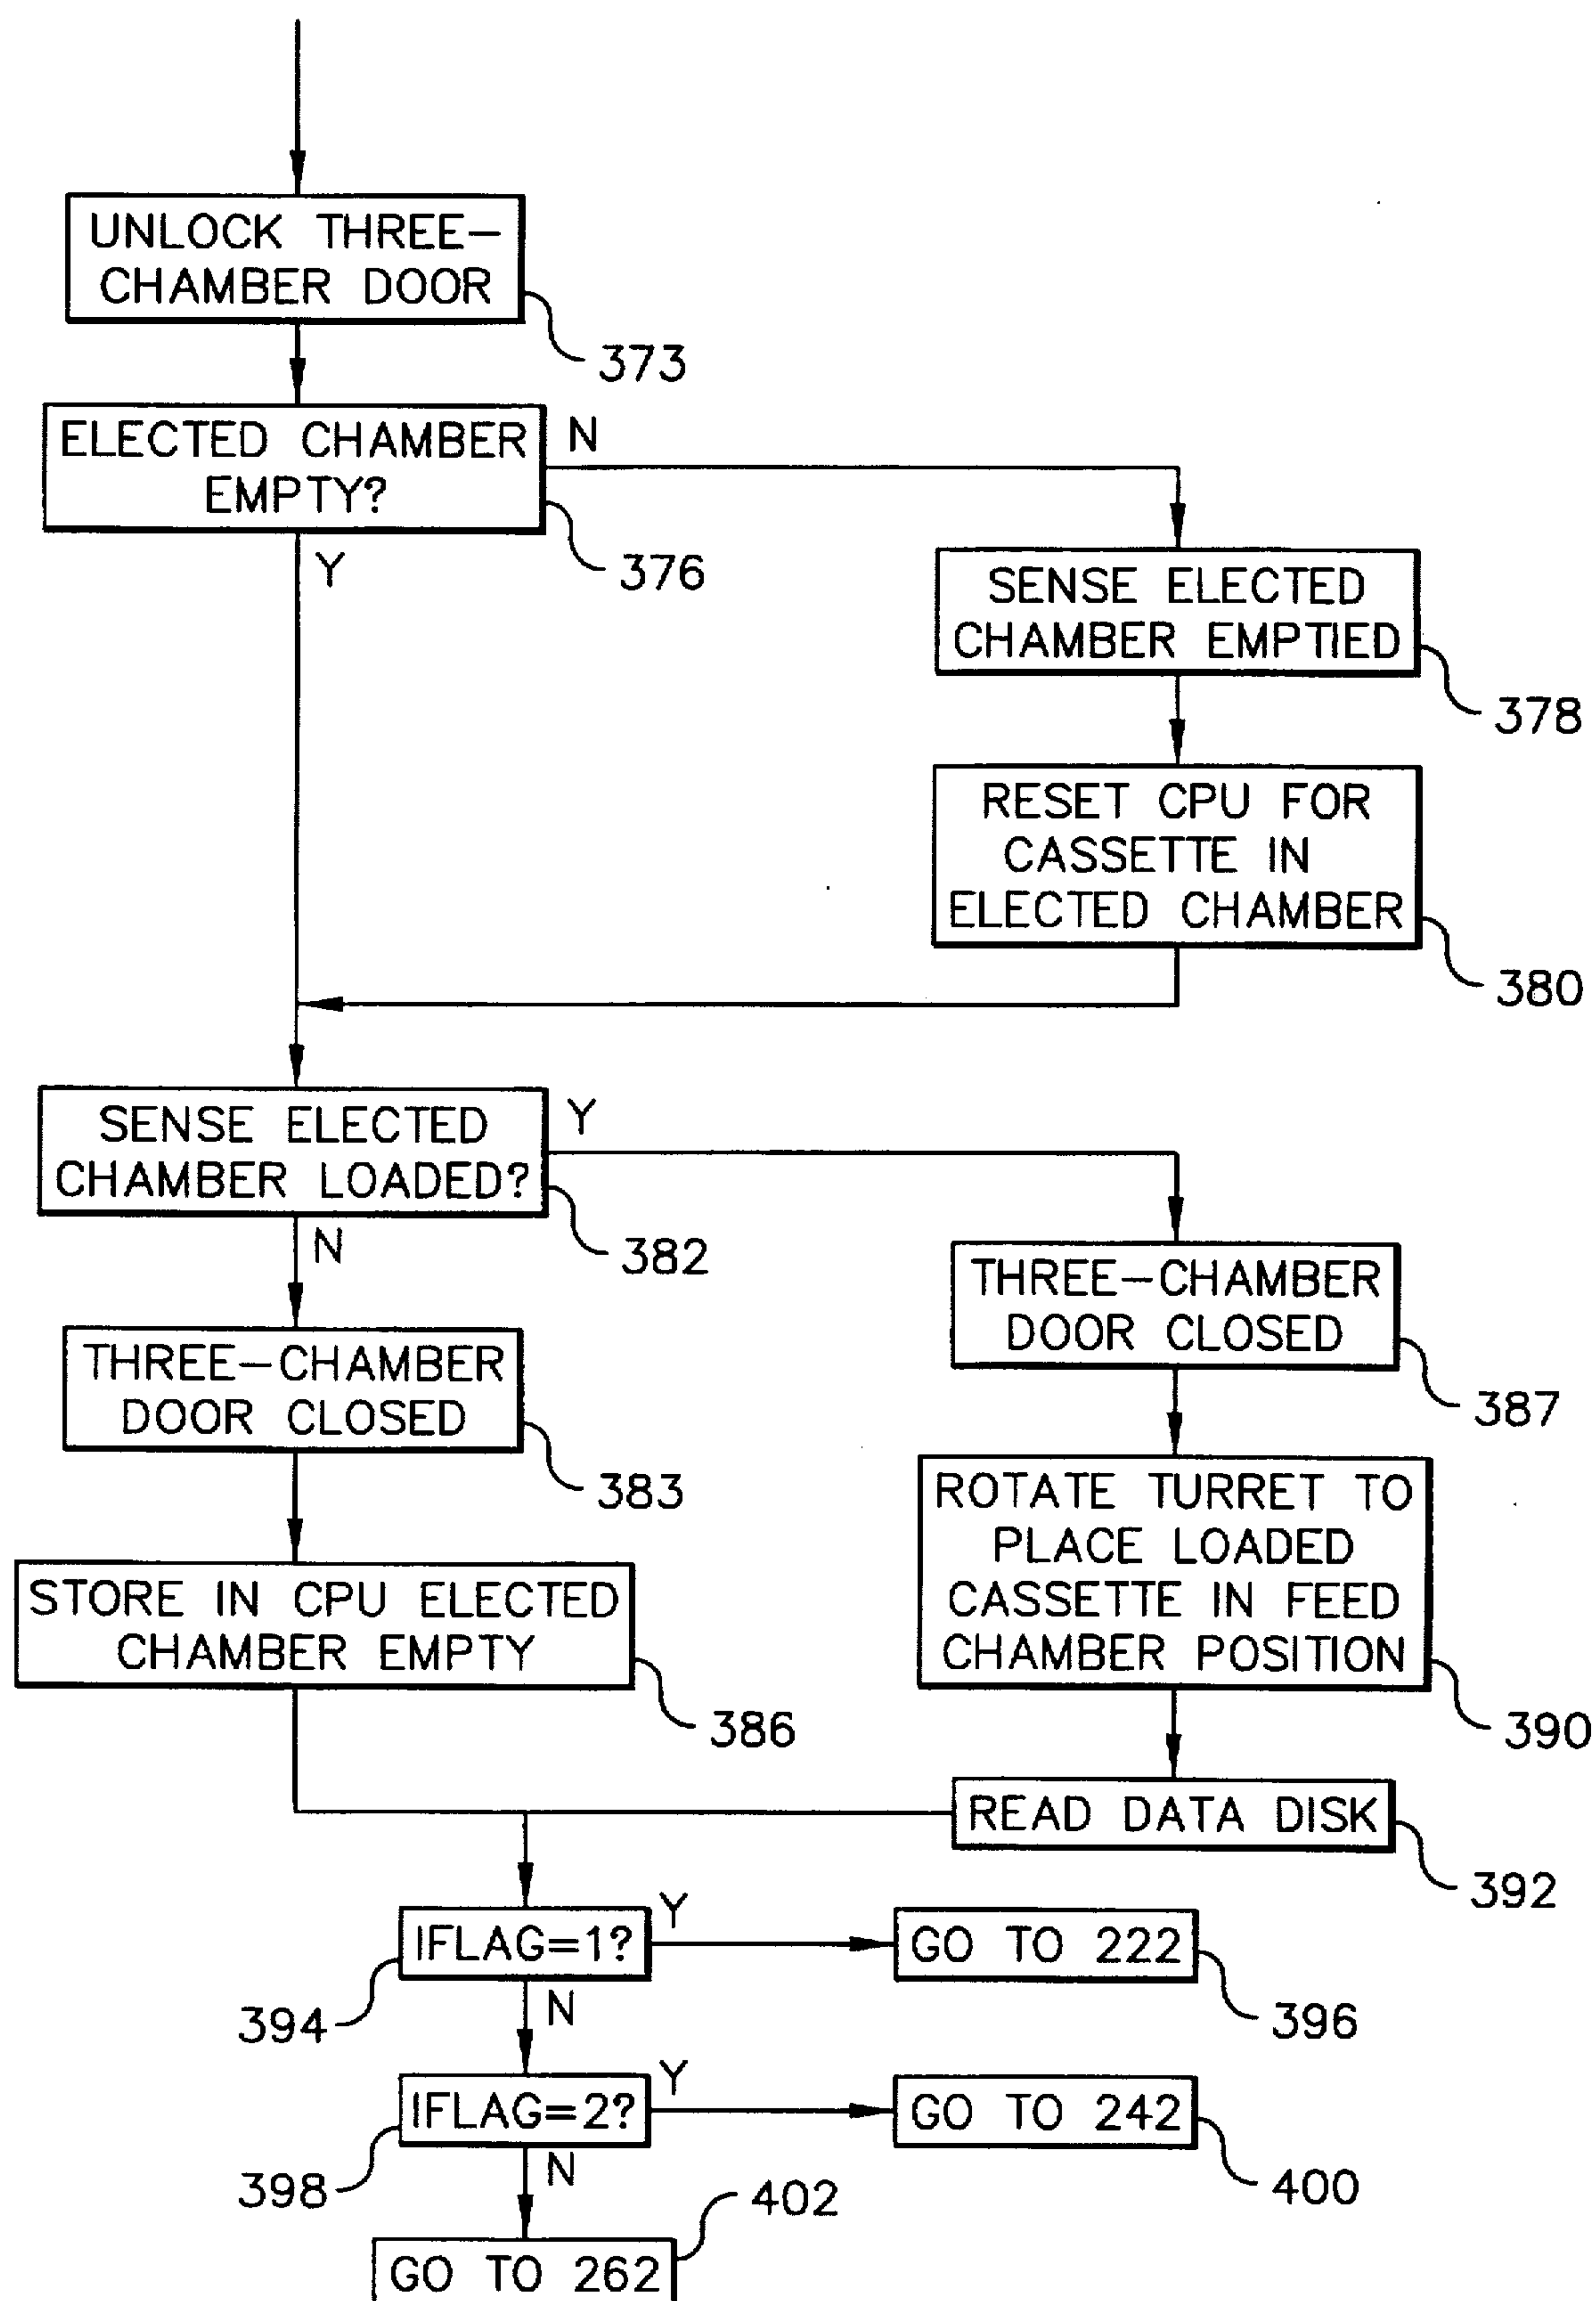 UNLOCK THREE-
CHAMBER DOOR
373
ELECTED CHAMBER
EMPTY?
N
376
Y
SENSE ELECTED
CHAMBER EMPTIED
378
RESET CPU FOR
CASSETTE IN
ELECTED CHAMBER
380
SENSE ELECTED
CHAMBER LOADED?
Y
382
N
THREE-CHAMBER
DOOR CLOSED
387
THREE-CHAMBER
DOOR CLOSED
383
ROTATE TURRET TO
PLACE LOADED
CASSETTE IN FEED
CHAMBER POSITION
390
STORE IN CPU ELECTED
CHAMBER EMPTY
386
READ DATA DISK
392
IFLAG=1?
Y
GO TO 222
394
N
396
IFLAG=2?
Y
GO TO 242
398
N
400
402
GO TO 262